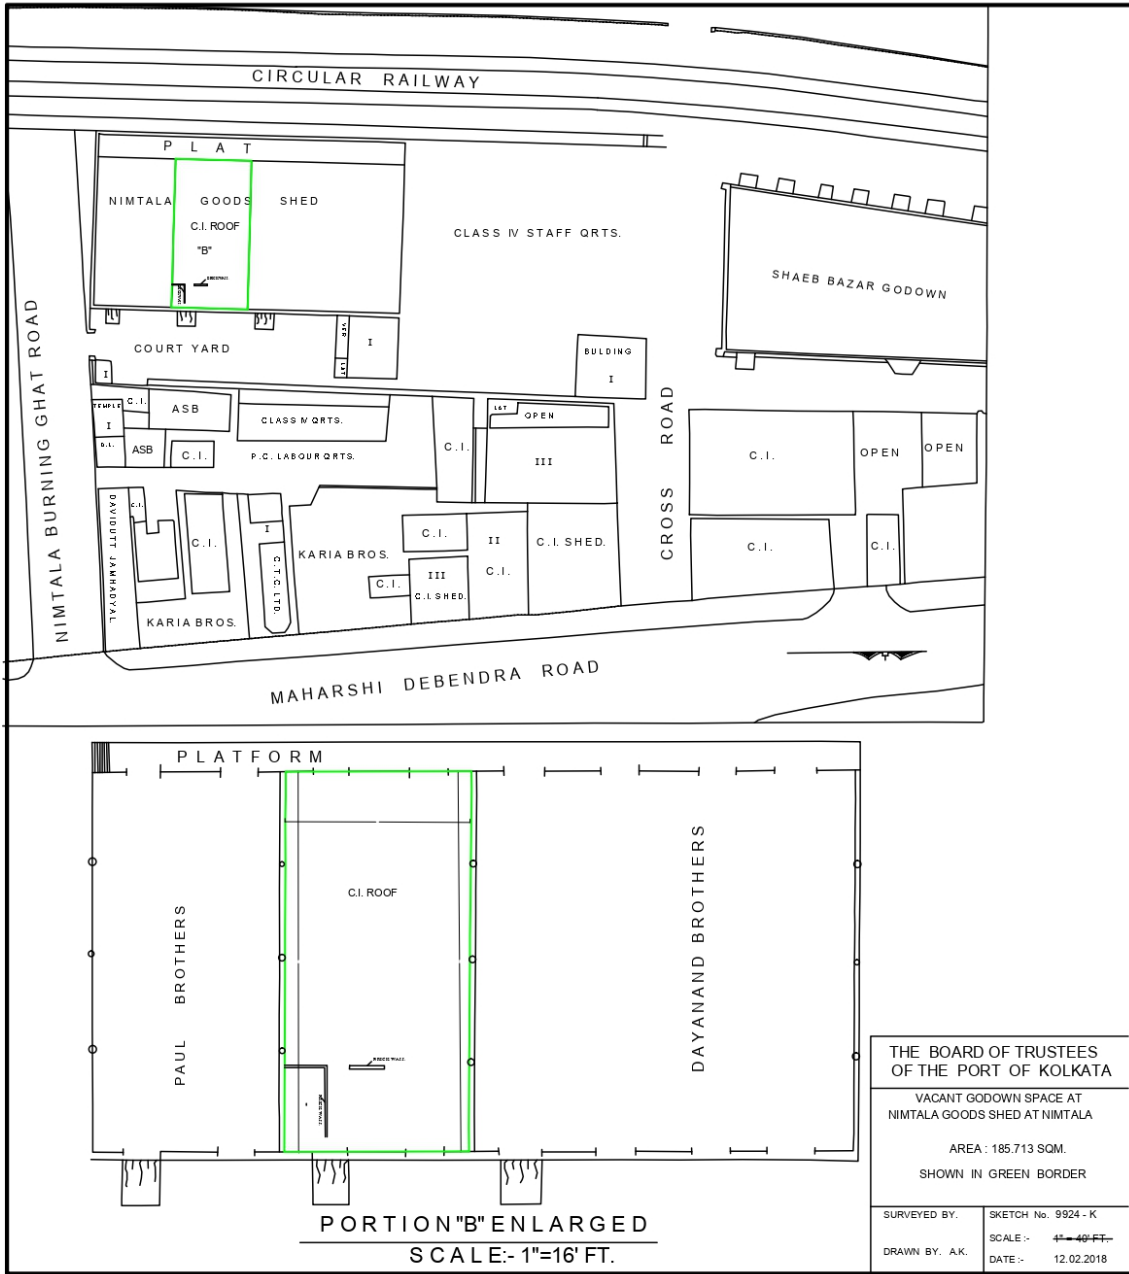 CIRCULAR RAILWAY
P L A T
NIMTALA GOODS SHED
C.I. ROOF
"B"
CLASS IV STAFF QRTS.
SHAEB BAZAR GODOWN
NIMTALA BURNING GHAT ROAD
COURT YARD
VER
I
LAT
BULDING
I
I
TEMPLE
I
C.I.
ASB
ASB
C.I.
CLASS IV QRTS.
P.C. LABOUR QRTS.
C.I.
OPEN
III
CROSS ROAD
C.I.
OPEN
OPEN
DAVIDUTT JAMHADYAL
C.I.
C.I.
KARIA BROS.
I
C.T.C. LTD.
KARIA BROS.
C.I.
C.I.
III
C.I. SHED.
II
C.I.
C.I. SHED.
C.I.
C.I.
MAHARSHI DEBENDRA ROAD
PLATFORM
PAUL BROTHERS
C.I. ROOF
DAYANAND BROTHERS
PORTION "B" ENLARGED
SCALE:- 1"=16' FT.
THE BOARD OF TRUSTEES
OF THE PORT OF KOLKATA
VACANT GODOWN SPACE AT
NIMTALA GOODS SHED AT NIMTALA
AREA : 185.713 SQM.
SHOWN IN GREEN BORDER
SURVEYED BY.
DRAWN BY. A.K.
SKETCH No. 9924 - K
SCALE :- 1" = 40' FT.
DATE :- 12.02.2018